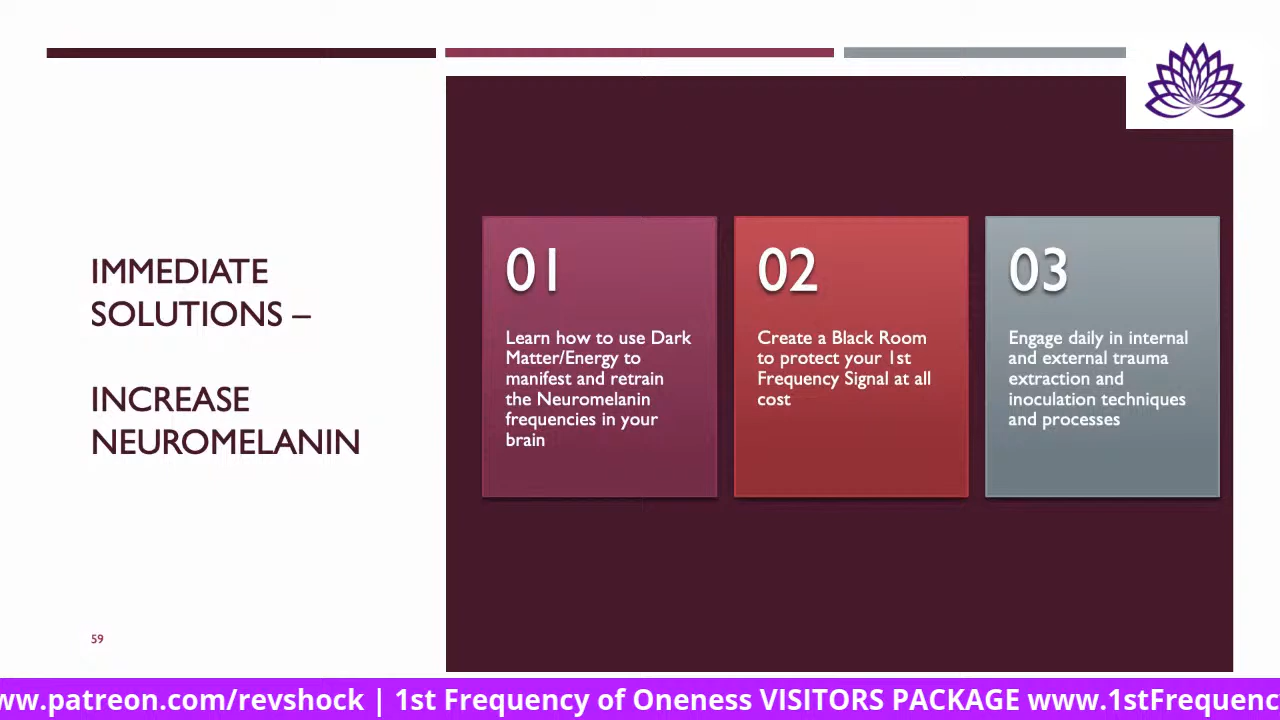 IMMEDIATE
SOLUTIONS –
INCREASE
NEUROMELANIN
01
Learn how to use Dark
Matter/Energy to
manifest and retrain
the Neuromelanin
frequencies in your
brain
02
Create a Black Room
to protect your 1st
Frequency Signal at all
cost
03
Engage daily in internal
and external trauma
extraction and
inoculation techniques
and processes
59
ww.patreon.com/revshock | 1st Frequency of Oneness VISITORS PACKAGE www.1stFrequenc